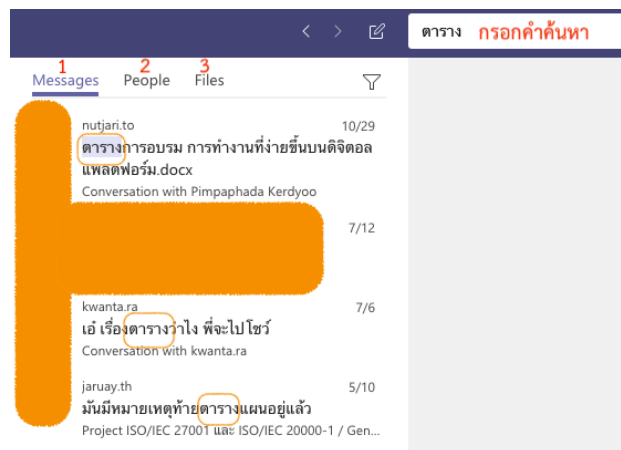 ตาราง กรอกคำค้นหา
1 2 3
Messages People Files
nutjari.to 10/29
ตารางการอบรม การทำงานที่ง่ายขึ้นบนดิจิตอล
แพลตฟอร์ม.docx
Conversation with Pimpaphada Kerdyoo
7/12
kwanta.ra 7/6
เอ๋ เรื่องตารางว่าไง พี่จะไปโชว์
Conversation with kwanta.ra
jaruay.th 5/10
มันมีหมายเหตุท้ายตารางแผนอยู่แล้ว
Project ISO/IEC 27001 และ ISO/IEC 20000-1 / Gen...